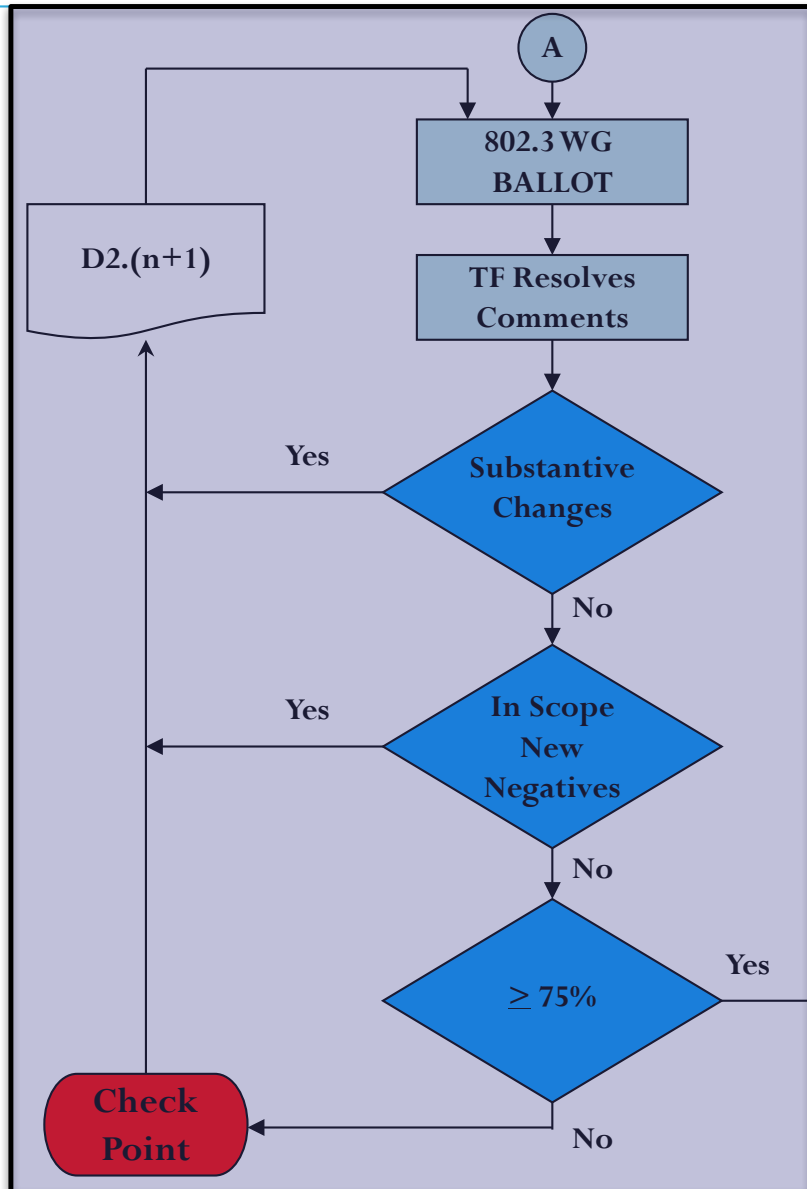 A
802.3 WG
BALLOT
D2.(n+1)
TF Resolves
Comments
Yes
Substantive
Changes
No
Yes
In Scope
New
Negatives
No
≥ 75%
Yes
Check
Point
No